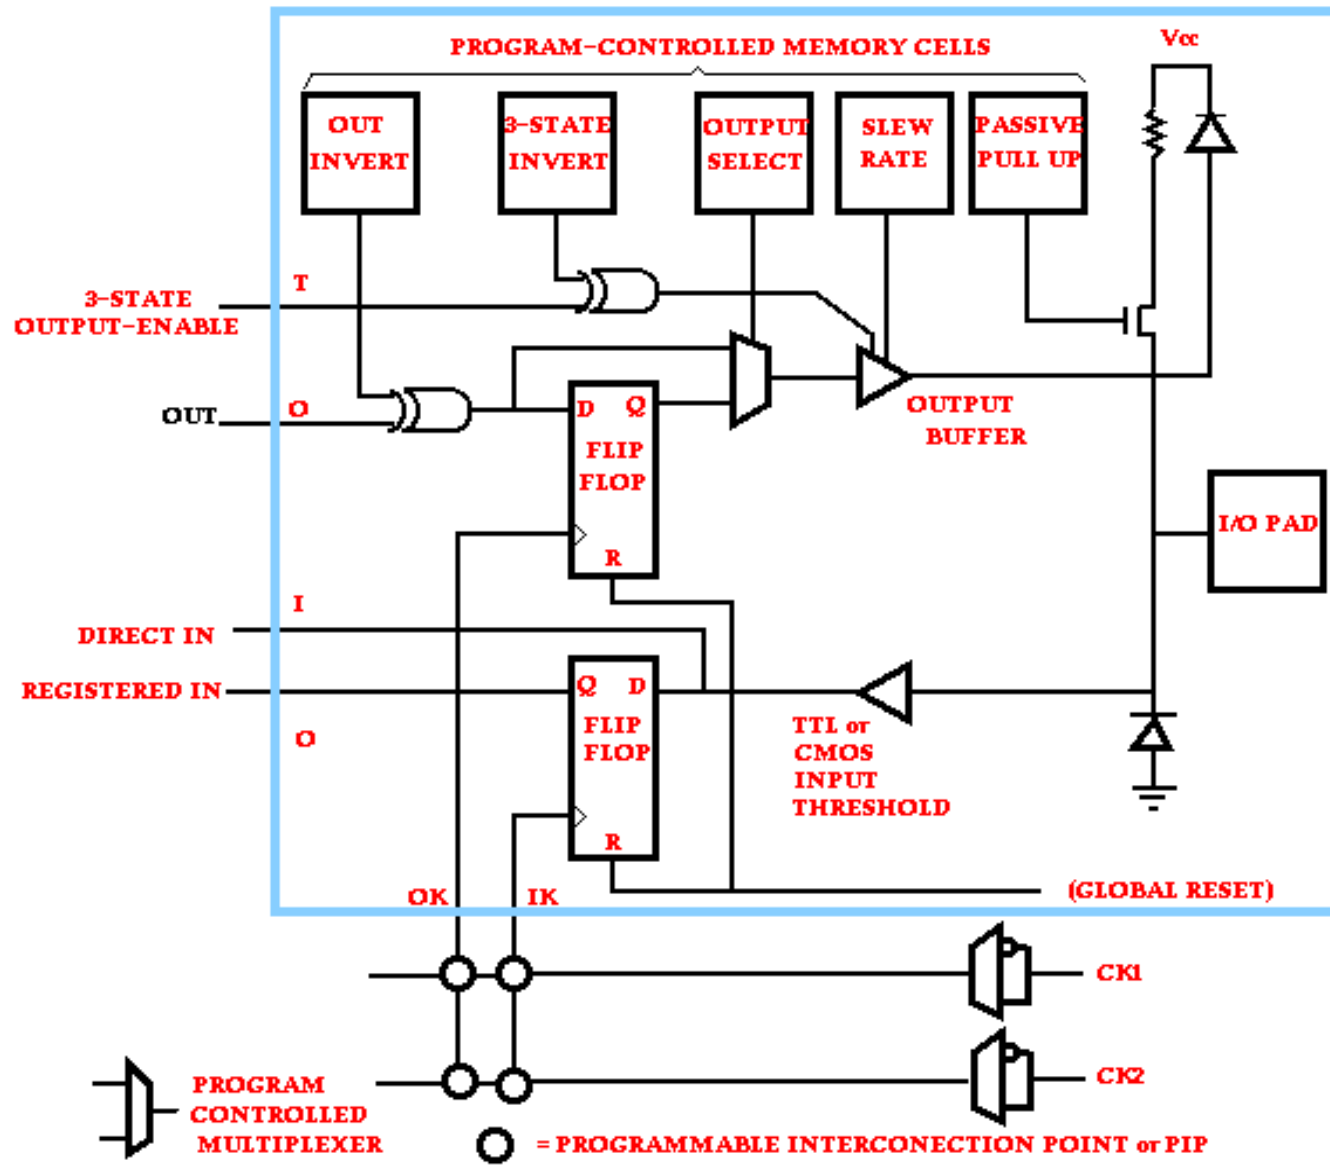 PROGRAM-CONTROLLED MEMORY CELLS
Vcc
OUT
INVERT
3-STATE
INVERT
OUTPUT
SELECT
SLEW
RATE
PASSIVE
PULL UP
T
3-STATE
OUTPUT-ENABLE
OUT
O
D
Q
FLIP
FLOP
R
OUTPUT
BUFFER
I/O PAD
I
DIRECT IN
REGISTERED IN
O
Q
D
FLIP
FLOP
R
TTL or
CMOS
INPUT
THRESHOLD
OK
IK
(GLOBAL RESET)
CK1
CK2
PROGRAM
CONTROLLED
MULTIPLEXER
= PROGRAMMABLE INTERCONECTION POINT or PIP